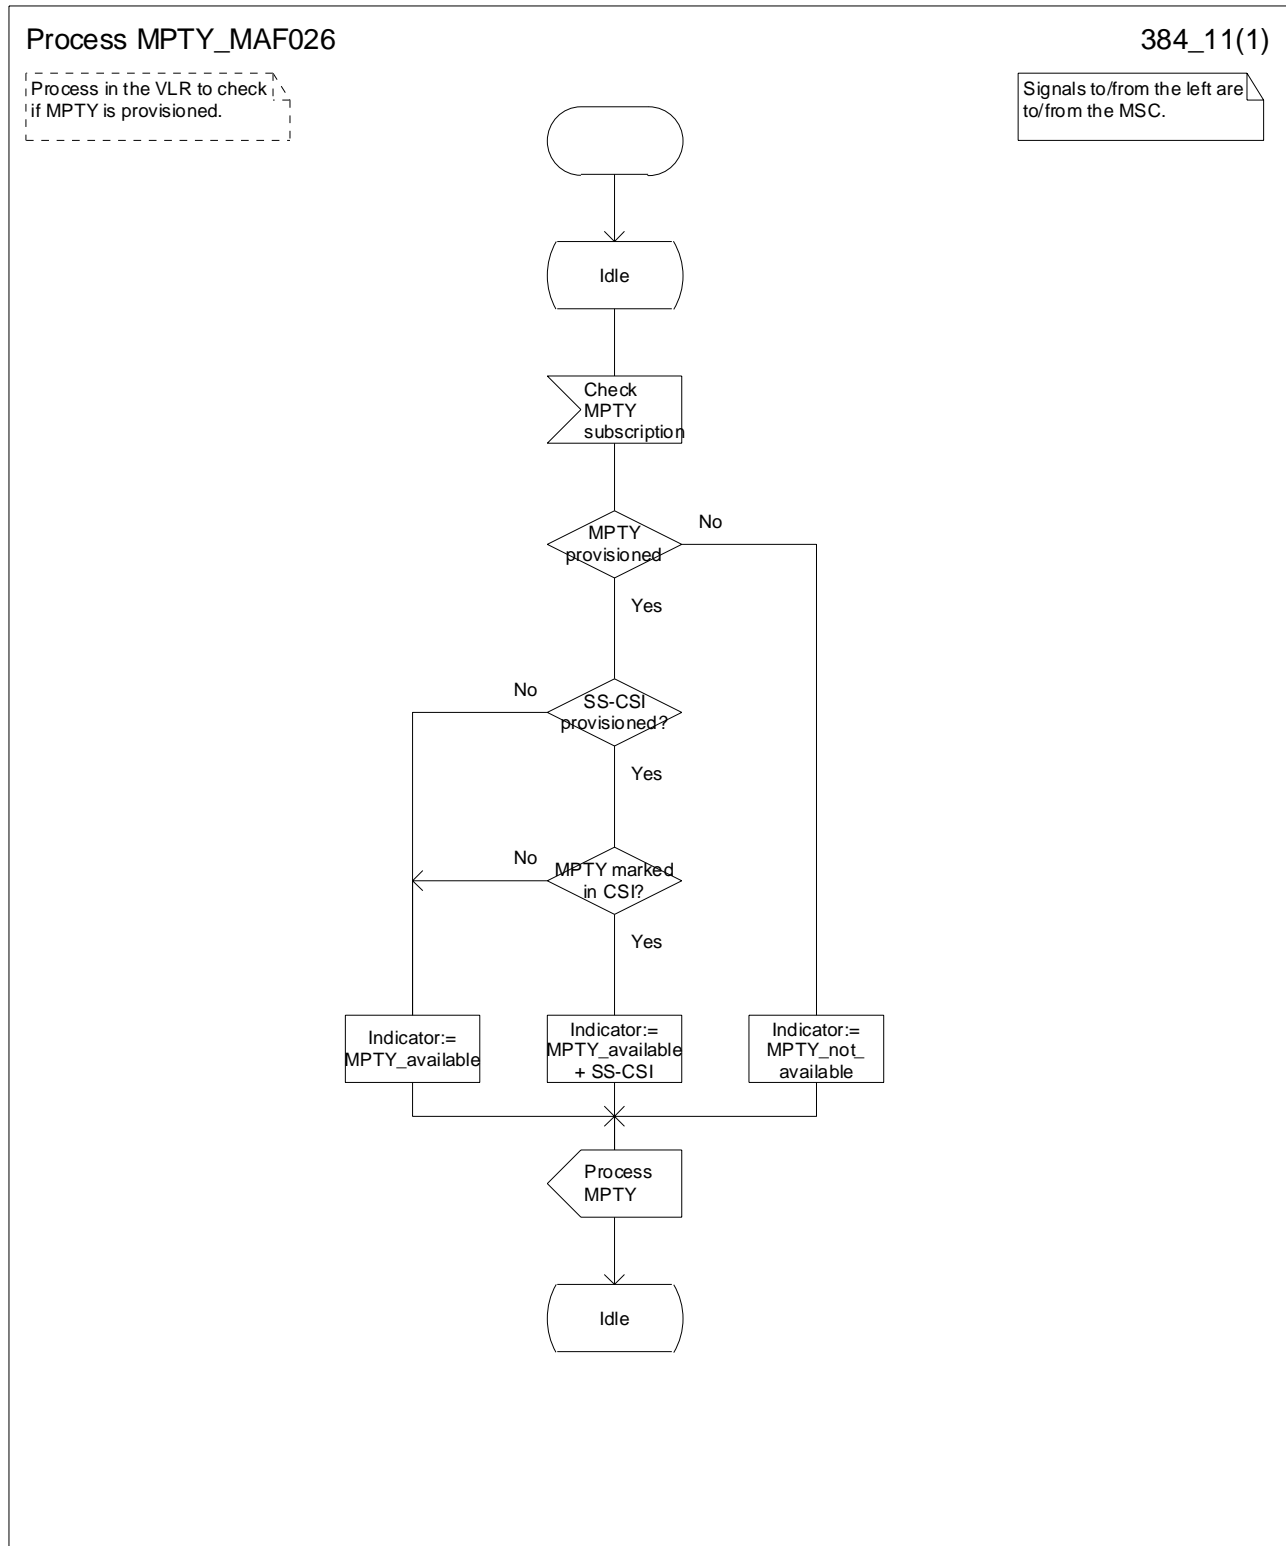 Process MPTY_MAF026
384_11(1)
Process in the VLR to check
if MPTY is provisioned.
Signals to/from the left are
to/from the MSC.
Idle
Check
MPTY
subscription
MPTY
provisioned
No
Yes
No
SS-CSI
provisioned?
Yes
No
MPTY marked
in CSI?
Yes
Indicator:=
MPTY_available
Indicator:=
MPTY_available
+ SS-CSI
Indicator:=
MPTY_not_
available
Process
MPTY
Idle